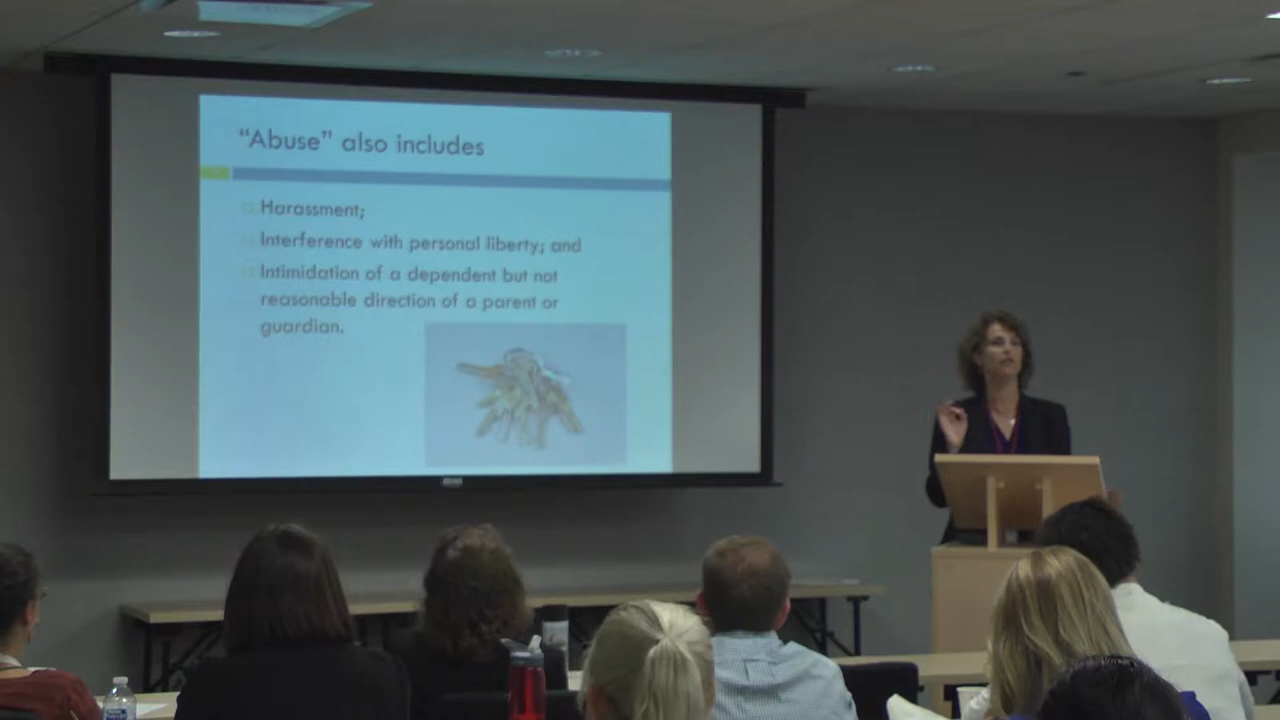 “Abuse” also includes
Harassment;
Interference with personal liberty; and
Intimidation of a dependent but not
reasonable direction of a parent or
guardian.